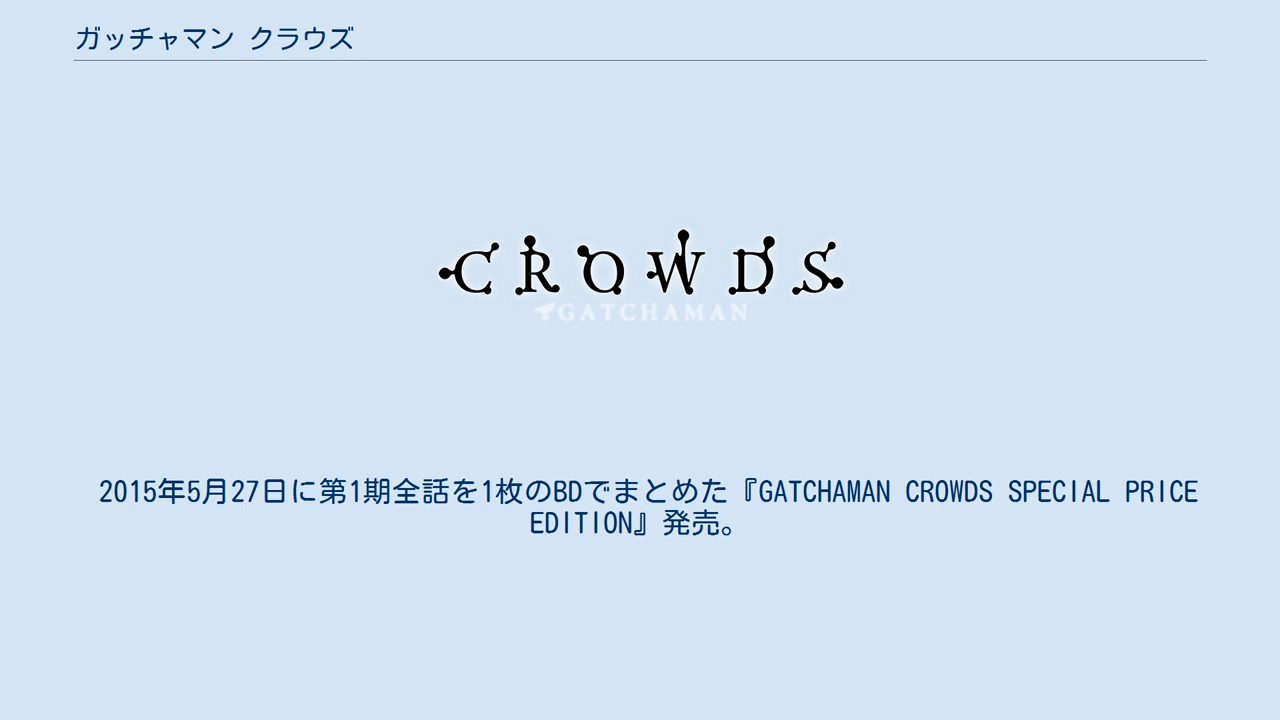 ガッチャマン クラウズ
CROWDS
GATCHAMAN
2015年5月27日に第1期全話を1枚のBDでまとめた『GATCHAMAN CROWDS SPECIAL PRICE
EDITION』発売。